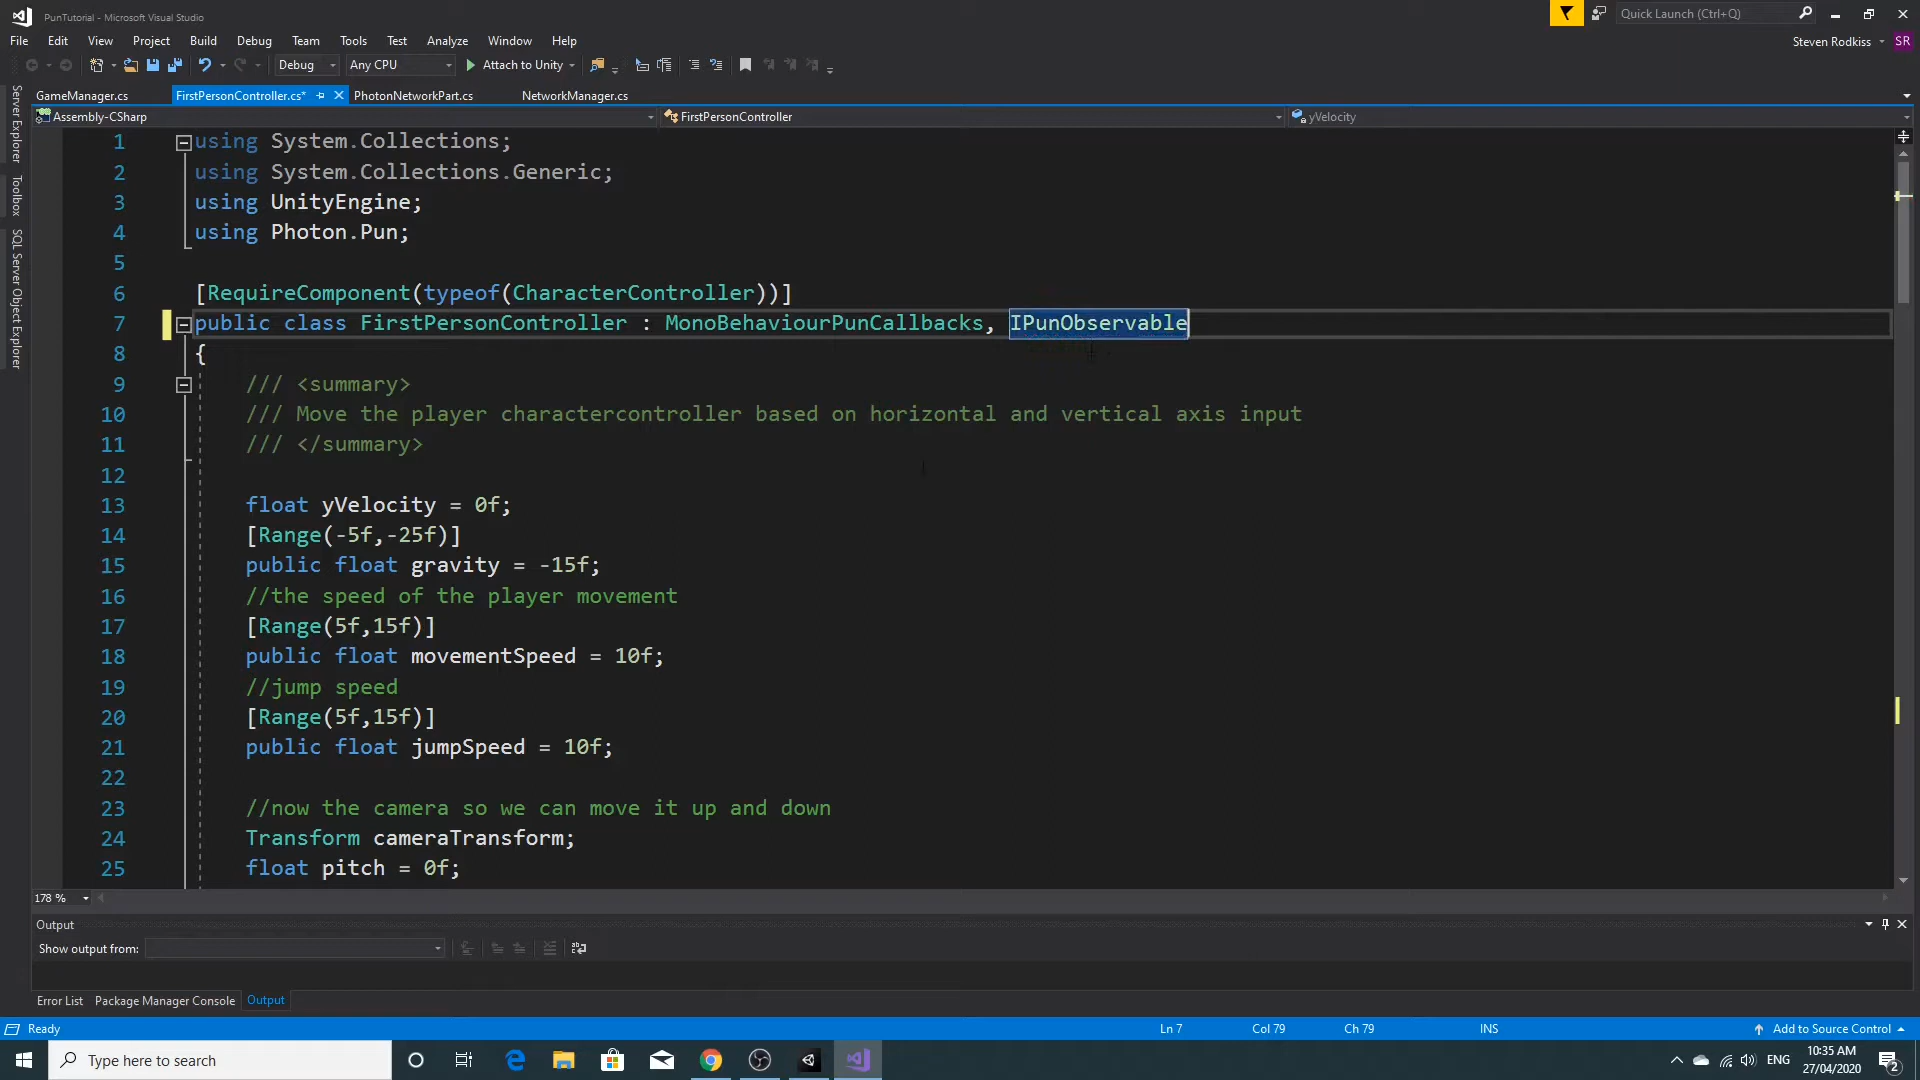 PunTutorial - Microsoft Visual Studio
Quick Launch (Ctrl+Q)
File Edit View Project Build Debug Team Tools Test Analyze Window Help
Steven Rodkiss SR
Debug Any CPU Attach to Unity
GameManager.cs FirstPersonController.cs* PhotonNetworkPart.cs NetworkManager.cs
Assembly-CSharp FirstPersonController yVelocity
Server Explorer
Toolbox
SQL Server Object Explorer
1 using System.Collections;
2 using System.Collections.Generic;
3 using UnityEngine;
4 using Photon.Pun;
5
6 [RequireComponent(typeof(CharacterController))]
7 public class FirstPersonController : MonoBehaviourPunCallbacks, IPunObservable
8 {
9 /// <summary>
10 /// Move the player charactercontroller based on horizontal and vertical axis input
11 /// </summary>
12
13 float yVelocity = 0f;
14 [Range(-5f,-25f)]
15 public float gravity = -15f;
16 //the speed of the player movement
17 [Range(5f,15f)]
18 public float movementSpeed = 10f;
19 //jump speed
20 [Range(5f,15f)]
21 public float jumpSpeed = 10f;
22
23 //now the camera so we can move it up and down
24 Transform cameraTransform;
25 float pitch = 0f;
178 %
Output
Show output from:
Error List Package Manager Console Output
Ready Ln 7 Col 79 Ch 79 INS Add to Source Control
Type here to search
ENG 10:35 AM
27/04/2020
2